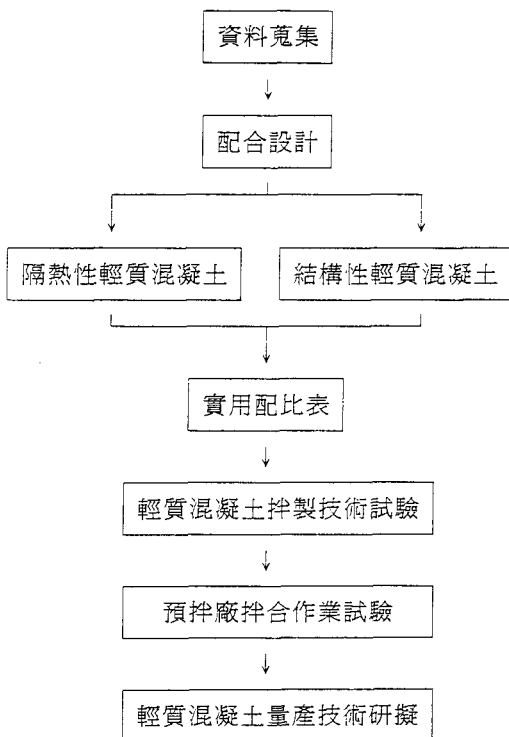 資料蒐集
配合設計
隔熱性輕質混凝土
結構性輕質混凝土
實用配比表
輕質混凝土拌製技術試驗
預拌廠拌合作業試驗
輕質混凝土量產技術研擬